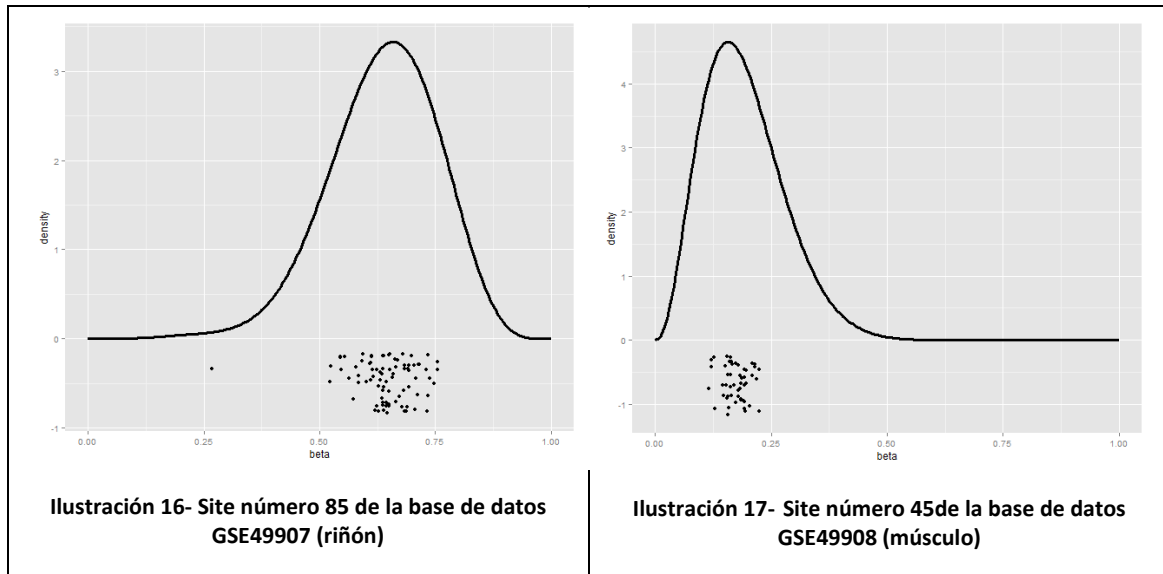 3
2
density
1
0
-1
0.00 0.25 0.50 0.75 1.00
beta
Ilustración 16- Site número 85 de la base de datos
GSE49907 (riñón)
4
3
density
2
1
0
-1
0.00 0.25 0.50 0.75 1.00
beta
Ilustración 17- Site número 45de la base de datos
GSE49908 (músculo)